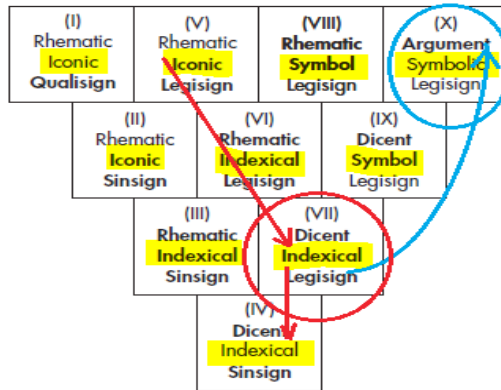 (I)
Rhematic
Iconic
Qualisign
(V)
Rhematic
Iconic
Legisign
(VIII)
Rhematic
Symbol
Legisign
(X)
Argument
Symbolic
Legisign
(II)
Rhematic
Iconic
Sinsign
(VI)
Rhematic
Indexical
Legisign
(IX)
Dicent
Symbol
Legisign
(III)
Rhematic
Indexical
Sinsign
(VII)
Dicent
Indexical
Legisign
(IV)
Dicent
Indexical
Sinsign